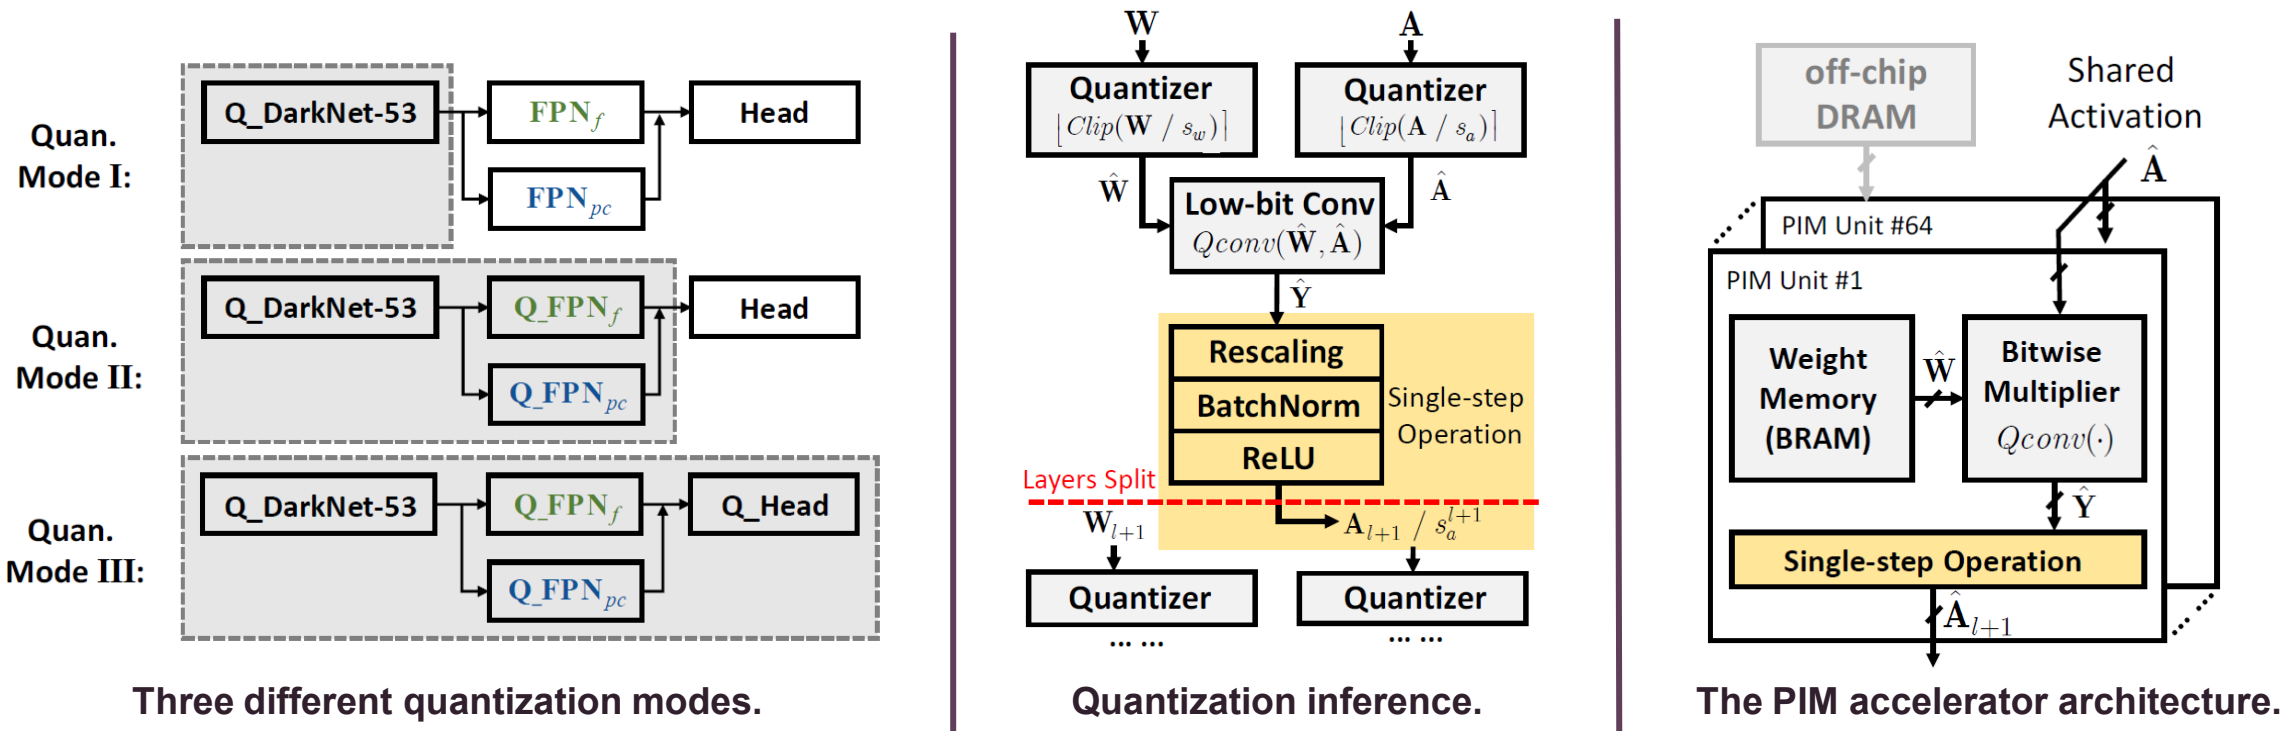 Quan.
Mode I:
Q_DarkNet-53
FPN_f
Head
FPN_pc
Quan.
Mode II:
Q_DarkNet-53
Q_FPN_f
Head
Q_FPN_pc
Quan.
Mode III:
Q_DarkNet-53
Q_FPN_f
Q_Head
Q_FPN_pc
Three different quantization modes.
W
A
Quantizer
⌊Clip(W / s_w)⌉
Quantizer
⌊Clip(A / s_a)⌉
Ŵ
Â
Low-bit Conv
Qconv(Ŵ, Â)
Ŷ
Rescaling
BatchNorm
ReLU
Single-step
Operation
Layers Split
W_{l+1}
A_{l+1} / s_a^{l+1}
Quantizer
Quantizer
... ...
... ...
Quantization inference.
off-chip
DRAM
Shared
Activation
Â
PIM Unit #64
PIM Unit #1
Weight
Memory
(BRAM)
Ŵ
Bitwise
Multiplier
Qconv(·)
Ŷ
Single-step Operation
Â_{l+1}
The PIM accelerator architecture.